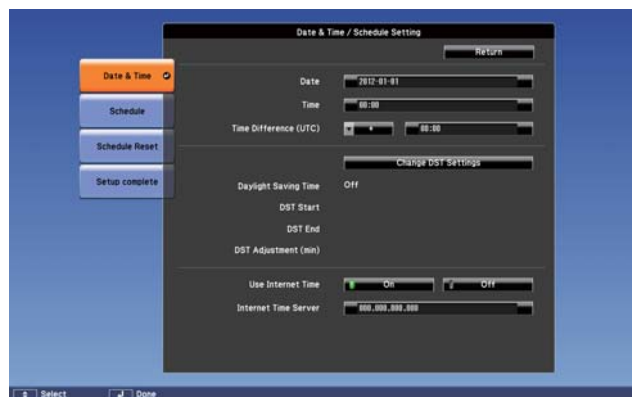 Date & Time / Schedule Setting
Return
Date & Time
Schedule
Schedule Reset
Setup complete
Date 2012-01-01
Time 00:00
Time Difference (UTC) + 00:00
Change DST Settings
Daylight Saving Time Off
DST Start
DST End
DST Adjustment (min)
Use Internet Time On Off
Internet Time Server 000.000.000.000
Select Done